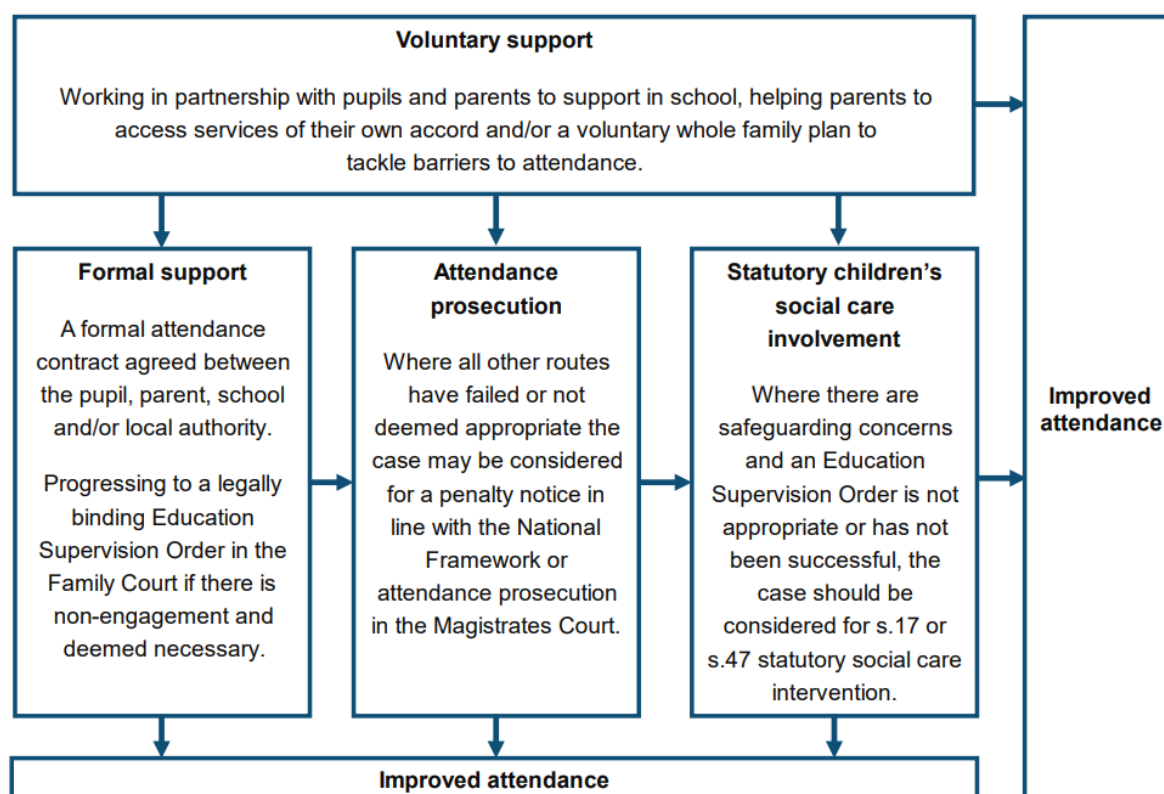 Voluntary support
Working in partnership with pupils and parents to support in school, helping parents to
access services of their own accord and/or a voluntary whole family plan to
tackle barriers to attendance.
Formal support
A formal attendance
contract agreed between
the pupil, parent, school
and/or local authority.
Progressing to a legally
binding Education
Supervision Order in the
Family Court if there is
non-engagement and
deemed necessary.
Attendance
prosecution
Where all other routes
have failed or not
deemed appropriate the
case may be considered
for a penalty notice in
line with the National
Framework or
attendance prosecution
in the Magistrates Court.
Statutory children’s
social care
involvement
Where there are
safeguarding concerns
and an Education
Supervision Order is not
appropriate or has not
been successful, the
case should be
considered for s.17 or
s.47 statutory social care
intervention.
Improved
attendance
Improved attendance